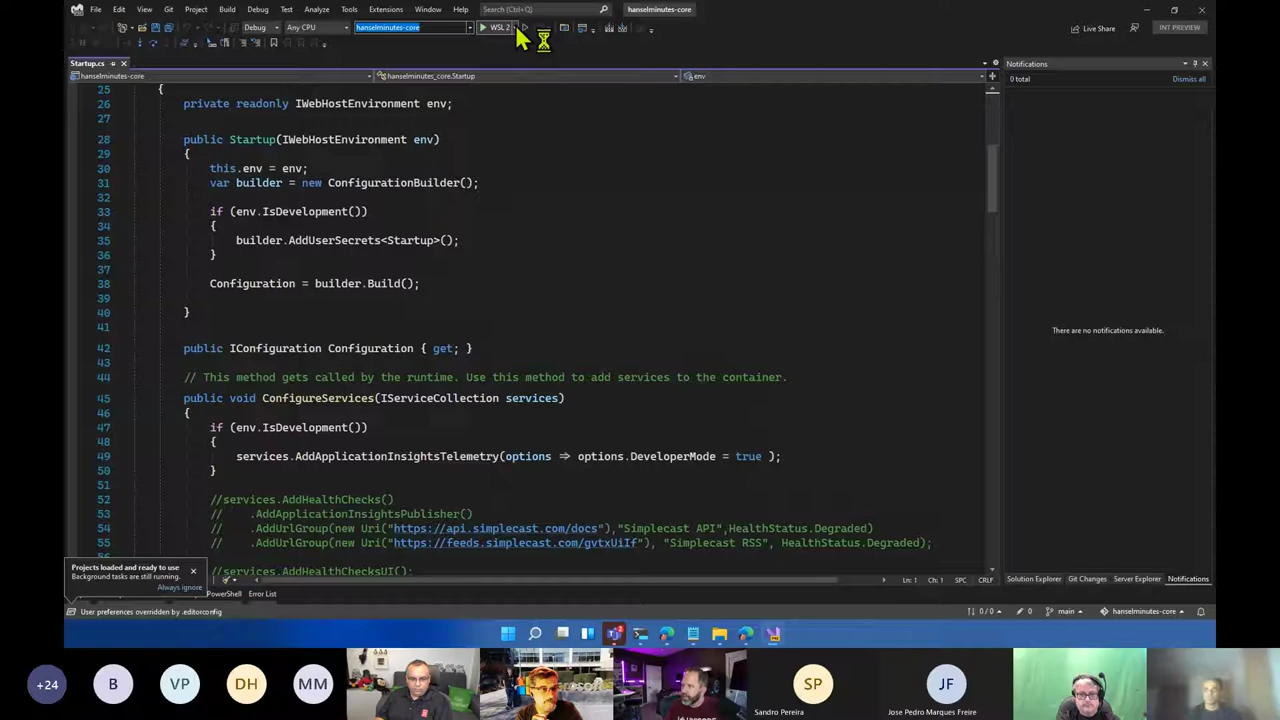 File Edit View Git Project Build Debug Test Analyze Tools Extensions Window Help Search (Ctrl+Q) hanselminutes-core
Debug Any CPU hanselminutes-core WSL 2 Live Share INT PREVIEW
Startup.cs
hanselminutes-core hanselminutes_core.Startup env
25 {
26 private readonly IWebHostEnvironment env;
27
28 public Startup(IWebHostEnvironment env)
29 {
30 this.env = env;
31 var builder = new ConfigurationBuilder();
32
33 if (env.IsDevelopment())
34 {
35 builder.AddUserSecrets<Startup>();
36 }
37
38 Configuration = builder.Build();
39
40 }
41
42 public IConfiguration Configuration { get; }
43
44 // This method gets called by the runtime. Use this method to add services to the container.
45 public void ConfigureServices(IServiceCollection services)
46 {
47 if (env.IsDevelopment())
48 {
49 services.AddApplicationInsightsTelemetry(options => options.DeveloperMode = true );
50 }
51
52 //services.AddHealthChecks()
53 // .AddApplicationInsightsPublisher()
54 // .AddUrlGroup(new Uri("https://api.simplecast.com/docs"),"Simplecast API",HealthStatus.Degraded)
55 // .AddUrlGroup(new Uri("https://feeds.simplecast.com/gvtxUiIf"), "Simplecast RSS", HealthStatus.Degraded);
56
//services.AddHealthChecksUI();
Notifications
0 total Dismiss all
There are no notifications available.
Projects loaded and ready to use
Background tasks are still running.
Always ignore
Ln: 1 Ch: 1 SPC CRLF
PowerShell Error List
Solution Explorer Git Changes Server Explorer Notifications
User preferences overridden by .editorconfig 0 / 0 0 main hanselminutes-core
+24 B VP DH MM SP JF
Sandro Pereira Jose Pedro Marques Freire